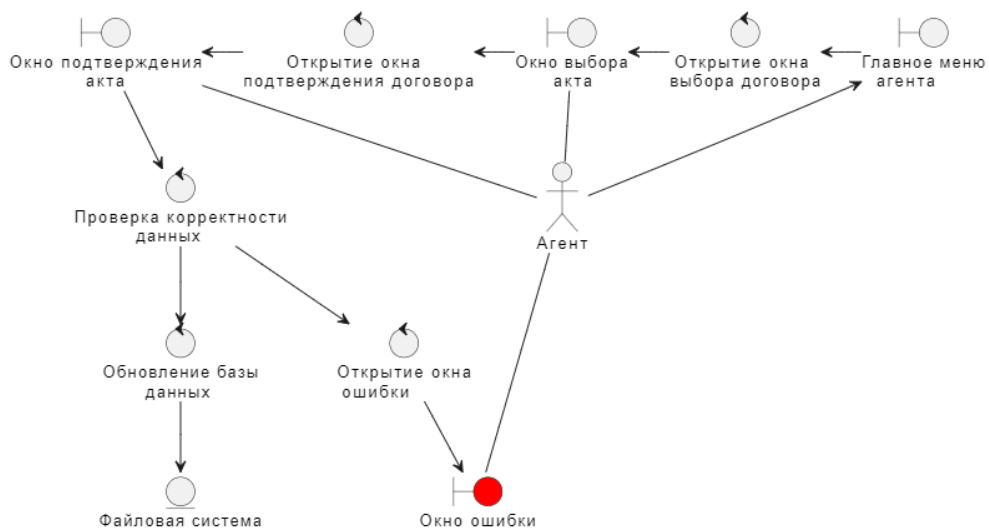 Окно подтверждения
акта
Открытие окна
подтверждения договора
Окно выбора
акта
Открытие окна
выбора договора
Главное меню
агента
Проверка корректности
данных
Агент
Обновление базы
данных
Открытие окна
ошибки
Файловая система
Окно ошибки